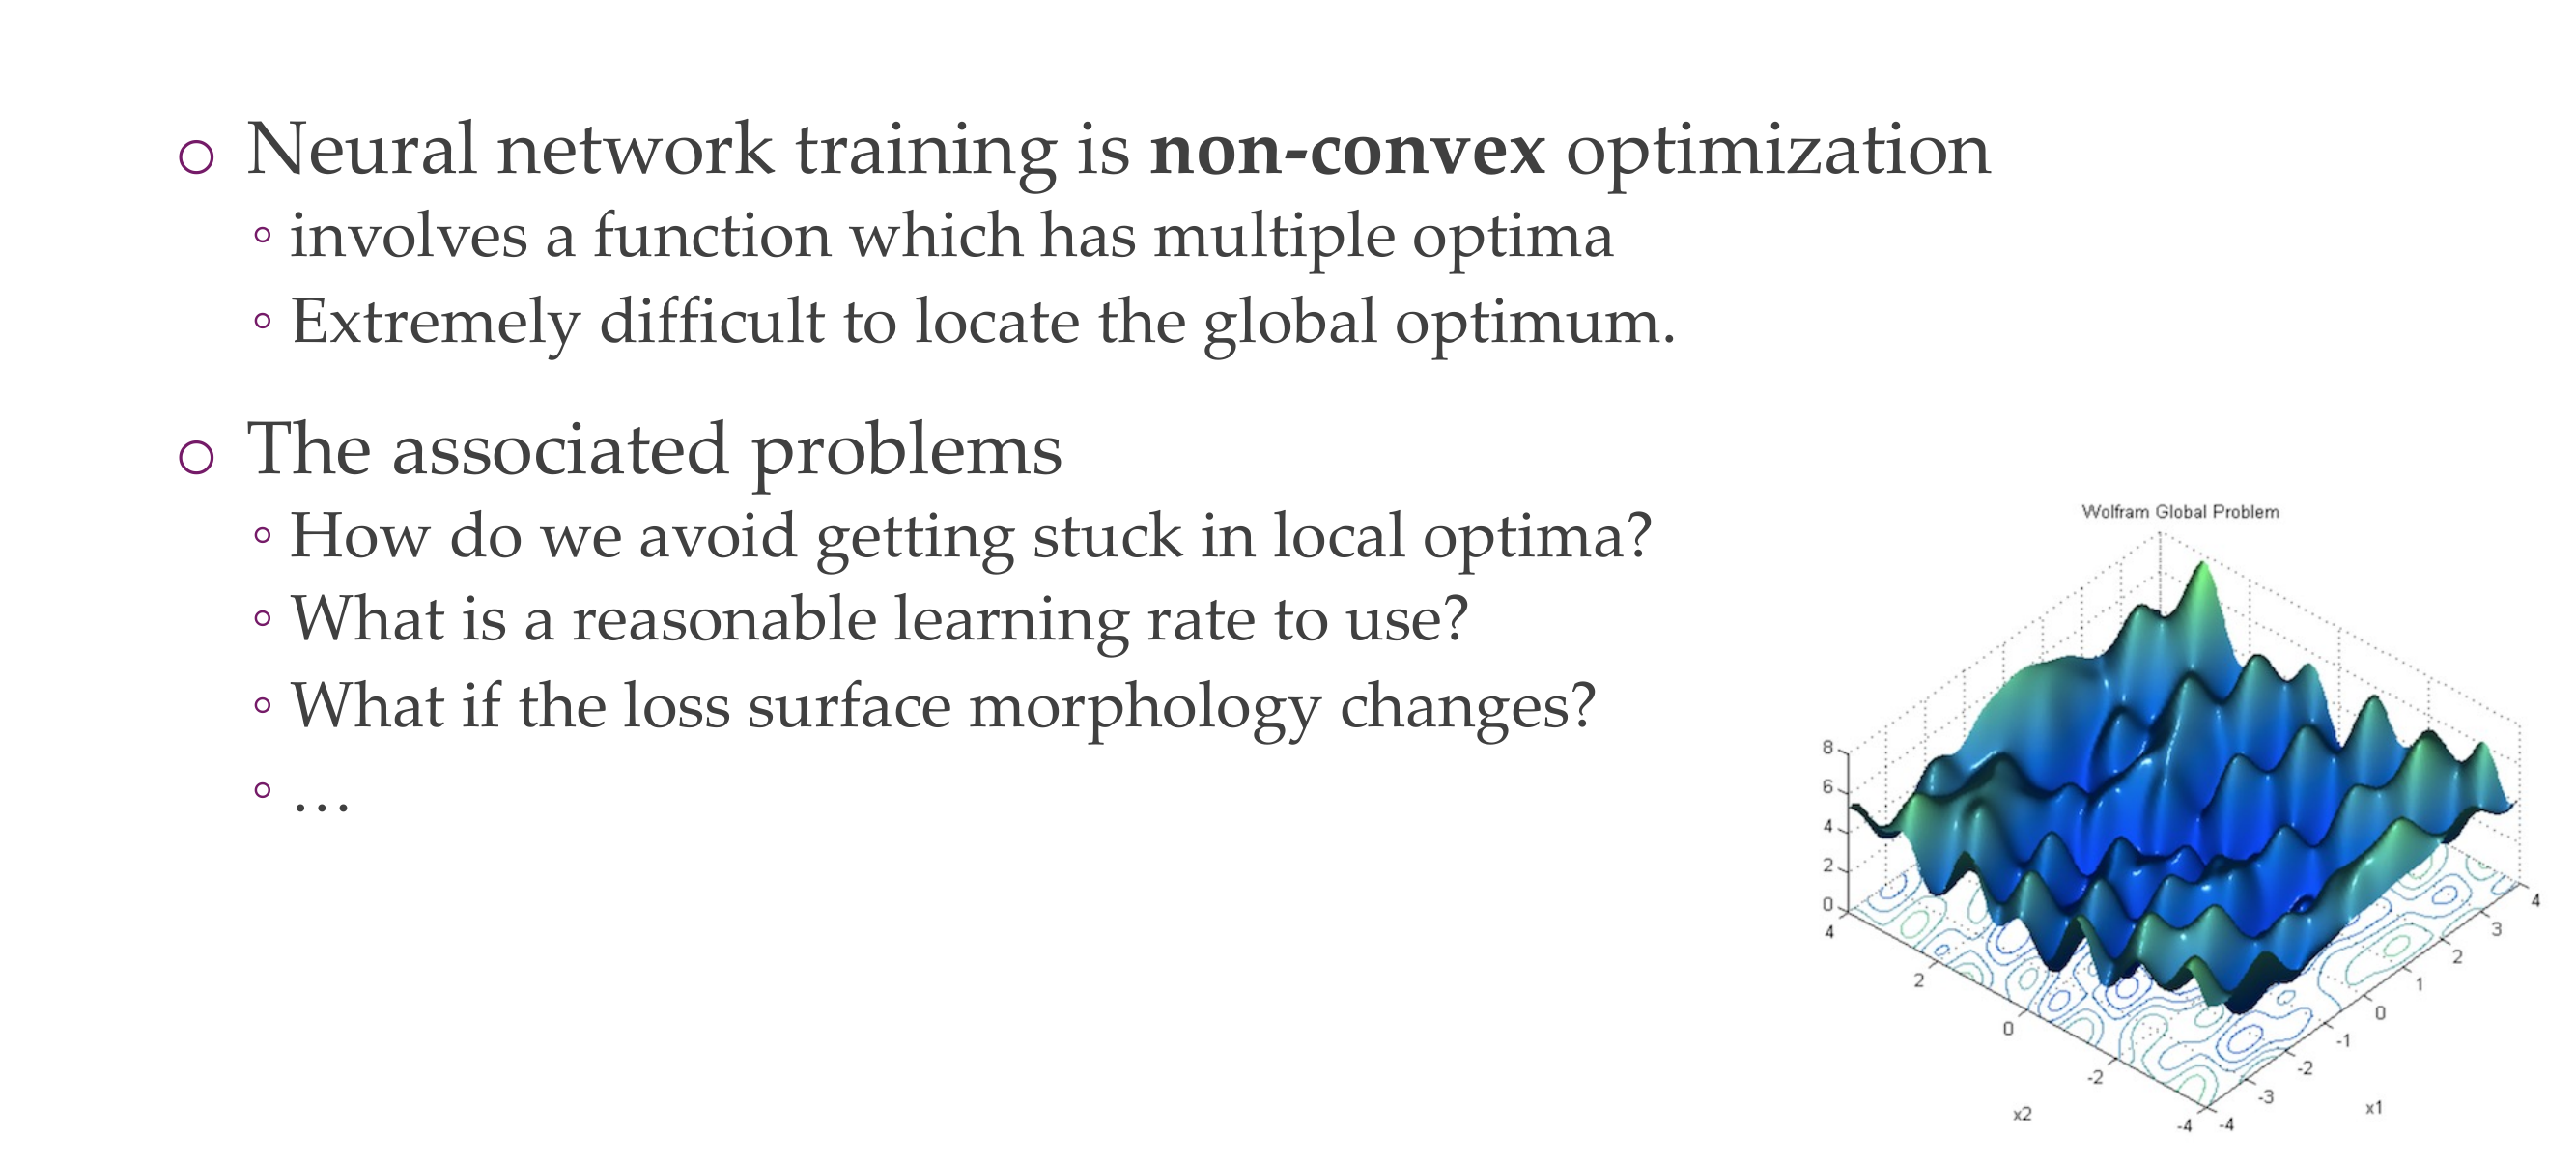 Neural network training is non-convex optimization
involves a function which has multiple optima
Extremely difficult to locate the global optimum.
The associated problems
How do we avoid getting stuck in local optima?
What is a reasonable learning rate to use?
What if the loss surface morphology changes?
…
Wolfram Global Problem
8
6
4
2
0
4
2
0
-2
-4
x2
-4
-3
-2
-1
0
1
2
3
4
x1